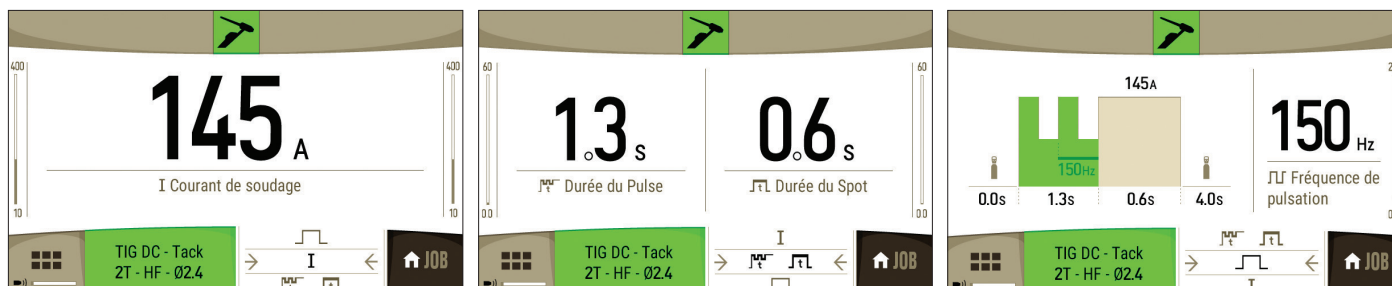 400
400
145 A
I Courant de soudage
10
10
TIG DC - Tack
2T - HF - Ø2.4
I
JOB
t
60
60
1.3 s
0.6 s
t Durée du Pulse
t Durée du Spot
0.0
0.0
I
TIG DC - Tack
2T - HF - Ø2.4
t
t
JOB
145A
150Hz
0.0s
1.3s
0.6s
4.0s
150 Hz
Fréquence de
pulsation
t
t
TIG DC - Tack
2T - HF - Ø2.4
I
JOB